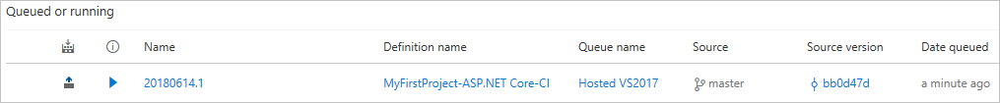 Queued or running
Name Definition name Queue name Source Source version Date queued
20180614.1 MyFirstProject-ASP.NET Core-CI Hosted VS2017 master bb0d47d a minute ago